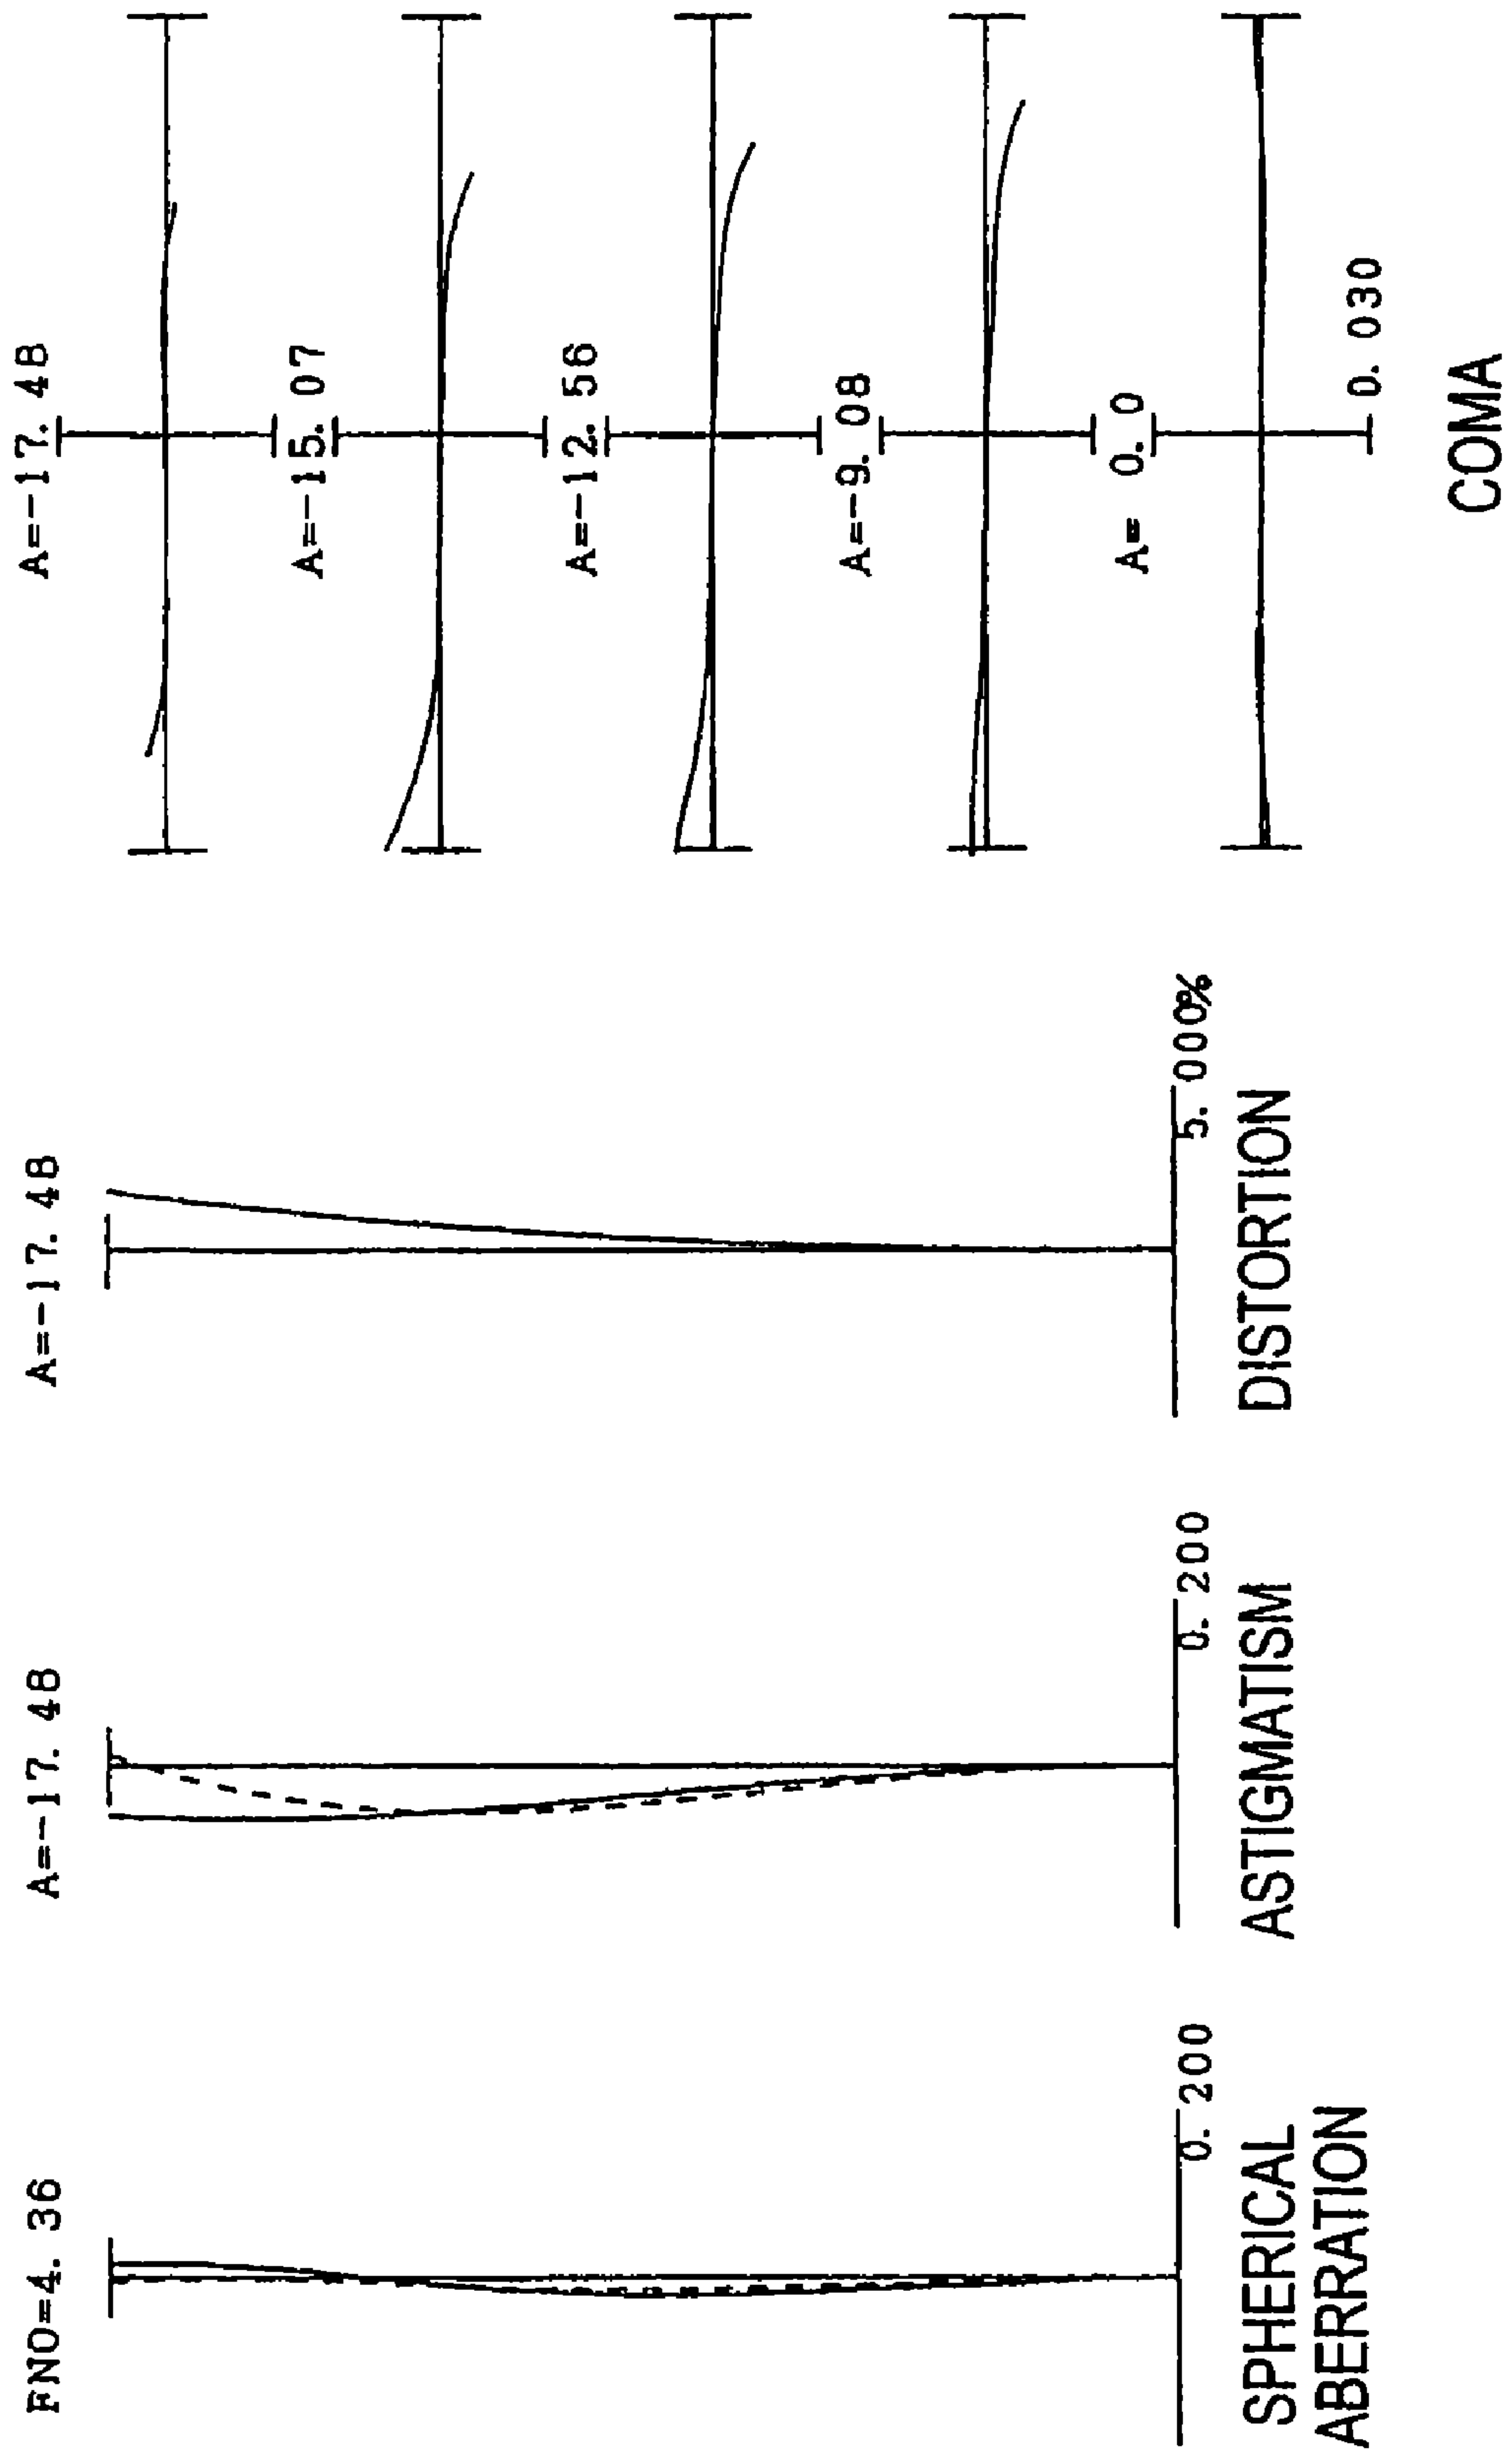 FNO=4. 36
0. 200
SPHERICAL
ABERRATION
A=-17. 48
0. 200
ASTIGMATISM
A=-17. 48
5. 000%
DISTORTION
A=-17. 48
A=-15. 07
A=-12. 56
A=-9. 08
A= 0. 0
0. 030
COMA